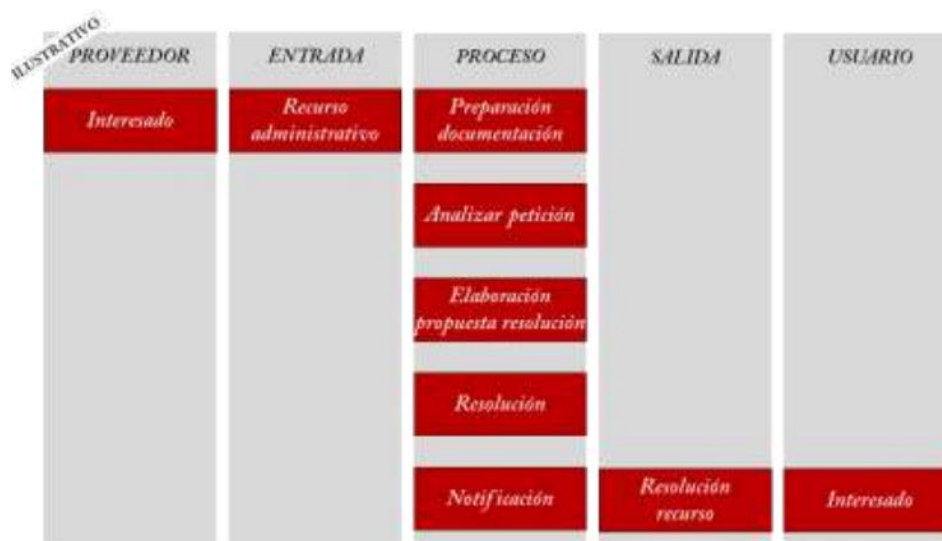 ILUSTRATIVO
PROVEEDOR
ENTRADA
PROCESO
SALIDA
USUARIO
Interesado
Recurso
administrativo
Preparación
documentación
Analizar petición
Elaboración
propuesta resolución
Resolución
Notificación
Resolución
recurso
Interesado